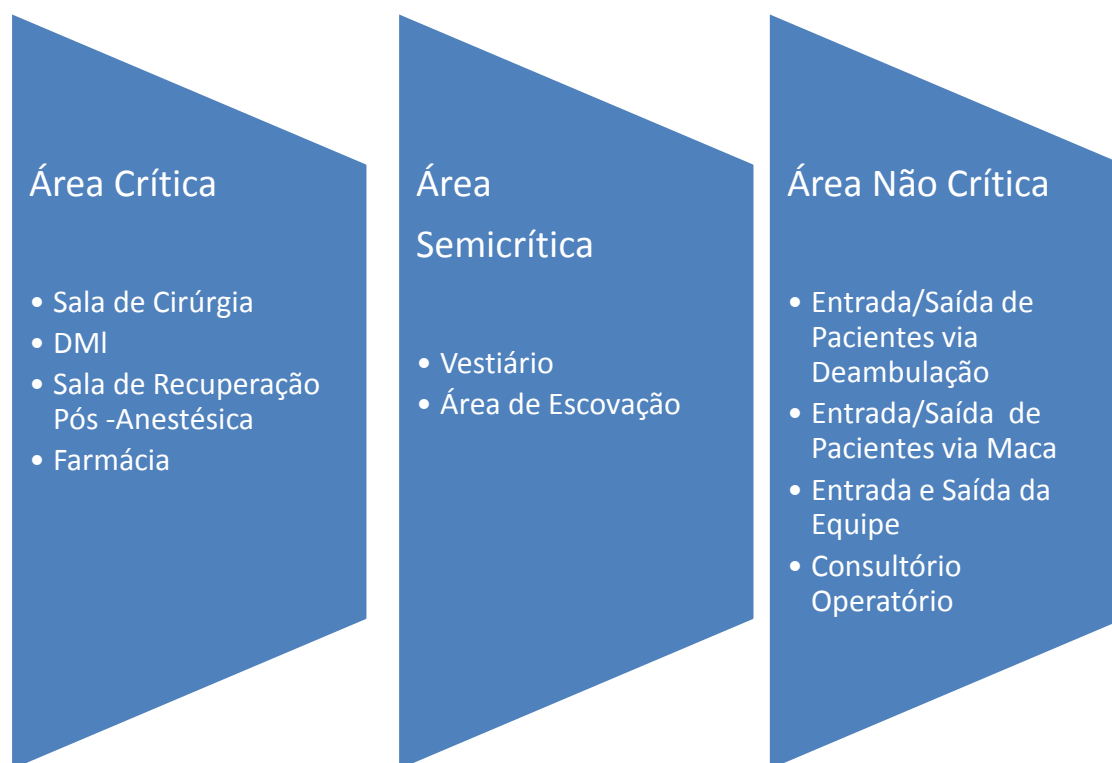 Área Crítica
• Sala de Cirúrgia
• DMl
• Sala de Recuperação
Pós -Anestésica
• Farmácia
Área
Semicrítica
• Vestiário
• Área de Escovação
Área Não Crítica
• Entrada/Saída de
Pacientes via
Deambulação
• Entrada/Saída de
Pacientes via Maca
• Entrada e Saída da
Equipe
• Consultório
Operatório